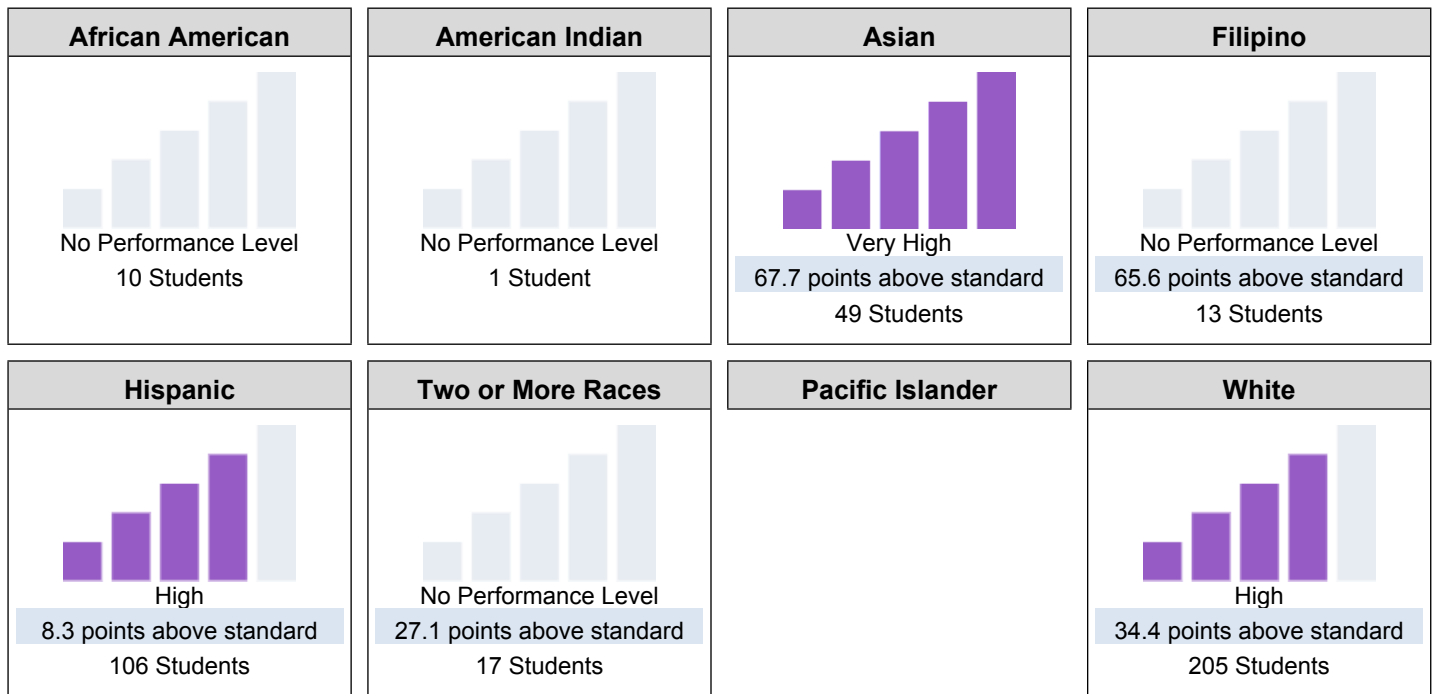 African American
No Performance Level
10 Students
American Indian
No Performance Level
1 Student
Asian
Very High
67.7 points above standard
49 Students
Filipino
No Performance Level
65.6 points above standard
13 Students
Hispanic
High
8.3 points above standard
106 Students
Two or More Races
No Performance Level
27.1 points above standard
17 Students
Pacific Islander
White
High
34.4 points above standard
205 Students